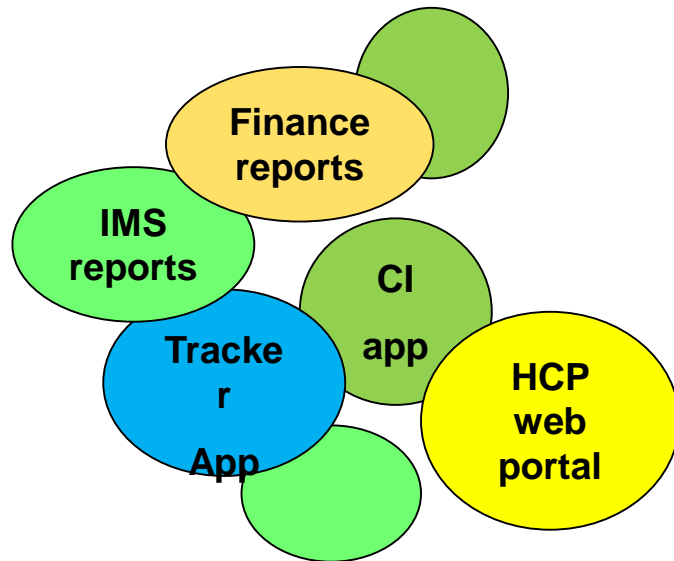 Finance
reports
IMS
reports
CI
app
Tracke
r
App
HCP
web
portal